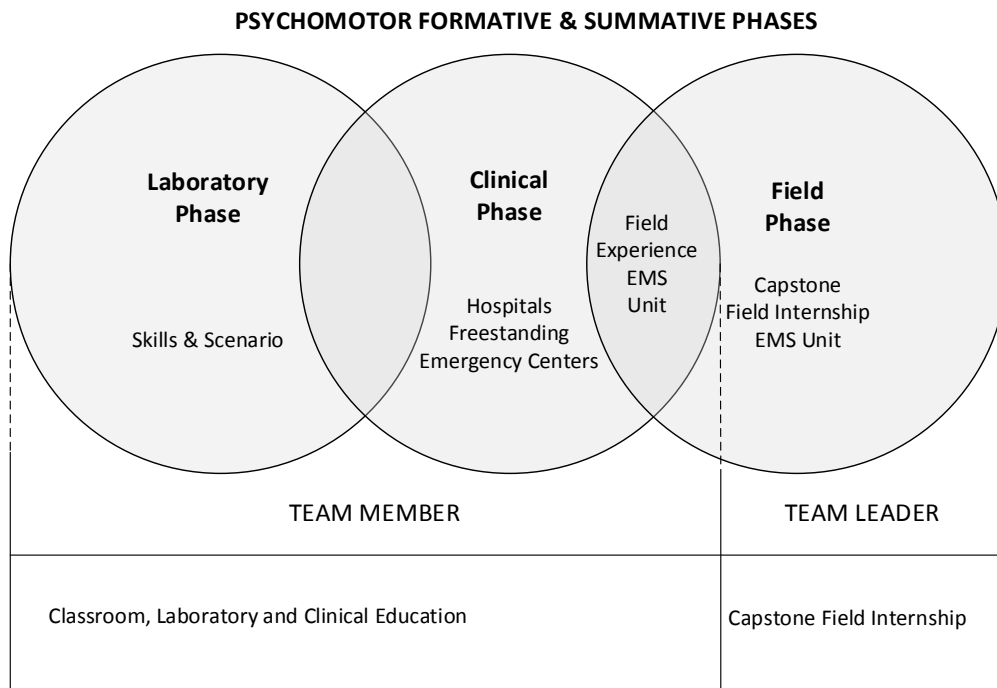 PSYCHOMOTOR FORMATIVE & SUMMATIVE PHASES
Laboratory
Phase
Skills & Scenario
Clinical
Phase
Hospitals
Freestanding
Emergency Centers
Field
Experience
EMS
Unit
Field
Phase
Capstone
Field Internship
EMS Unit
TEAM MEMBER
TEAM LEADER
Classroom, Laboratory and Clinical Education
Capstone Field Internship